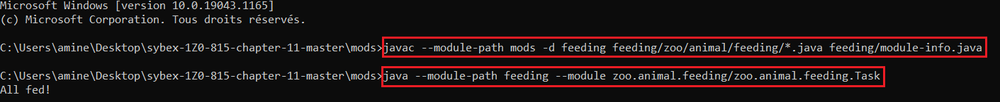 Microsoft Windows [version 10.0.19043.1165]
(c) Microsoft Corporation. Tous droits réservés.
C:\Users\amine\Desktop\sybex-1Z0-815-chapter-11-master\mods>javac --module-path mods -d feeding feeding/zoo/animal/feeding/*.java feeding/module-info.java
C:\Users\amine\Desktop\sybex-1Z0-815-chapter-11-master\mods>java --module-path feeding --module zoo.animal.feeding/zoo.animal.feeding.Task
All fed!